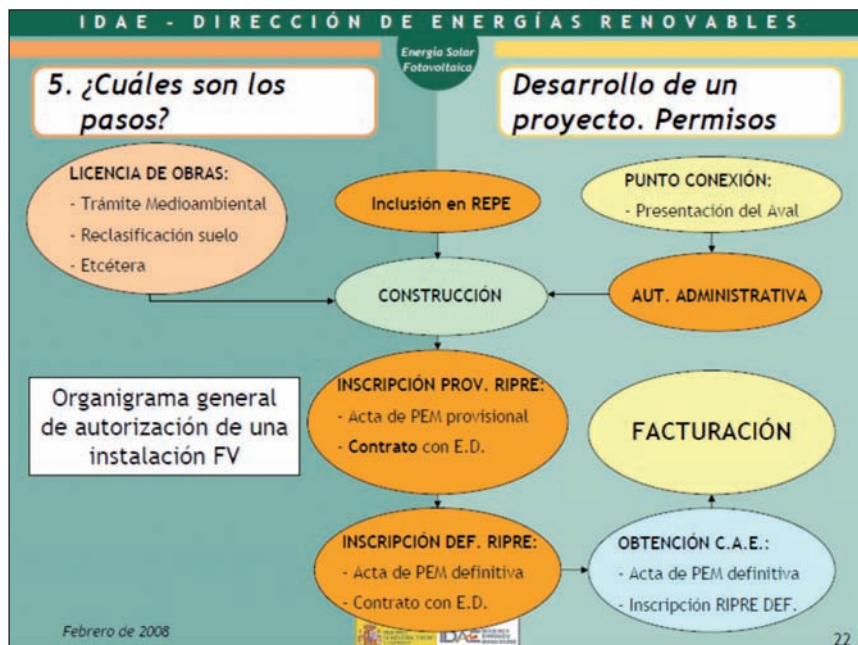 IDAE - DIRECCIÓN DE ENERGÍAS RENOVABLES
Energía Solar
Fotovoltaica
5. ¿Cuáles son los
pasos?
Desarrollo de un
proyecto. Permisos
LICENCIA DE OBRAS:
- Trámite Medioambiental
- Reclasificación suelo
- Etcétera
Inclusión en REPE
PUNTO CONEXIÓN:
- Presentación del Aval
CONSTRUCCIÓN
AUT. ADMINISTRATIVA
Organigrama general
de autorización de una
instalación FV
INSCRIPCIÓN PROV. RIPRE:
- Acta de PEM provisional
- Contrato con E.D.
FACTURACIÓN
INSCRIPCIÓN DEF. RIPRE:
- Acta de PEM definitiva
- Contrato con E.D.
OBTENCIÓN C.A.E.:
- Acta de PEM definitiva
- Inscripción RIPRE DEF.
Febrero de 2008
IDAE
22